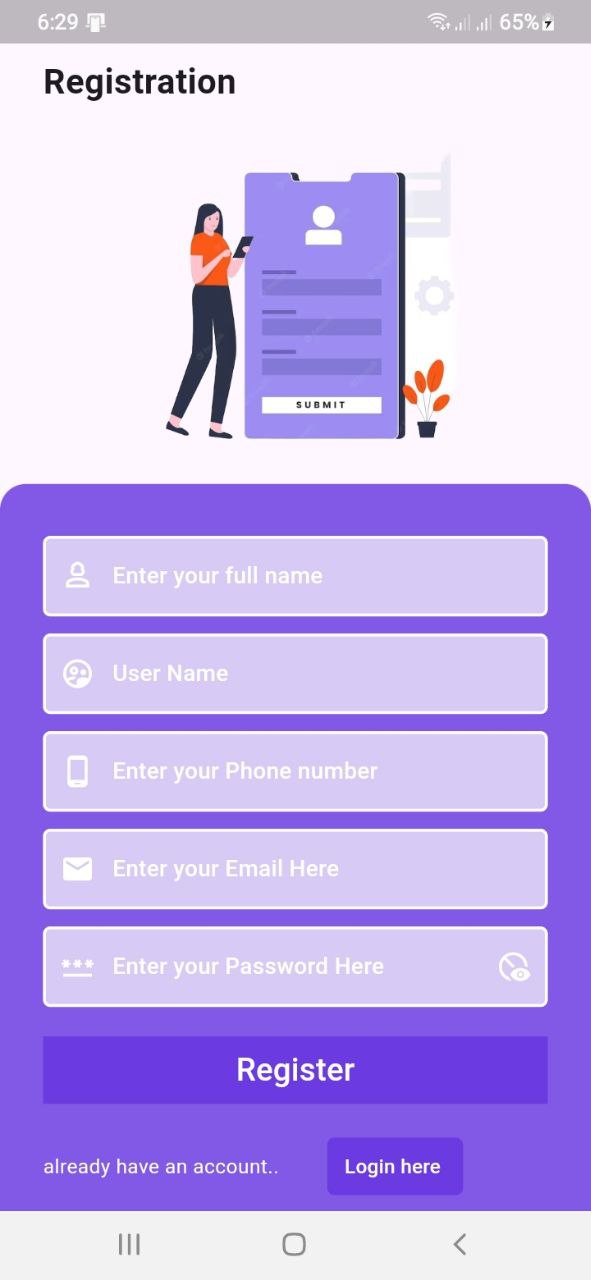 6:29
65%
Registration
SUBMIT
Enter your full name
User Name
Enter your Phone number
Enter your Email Here
Enter your Password Here
Register
already have an account..
Login here